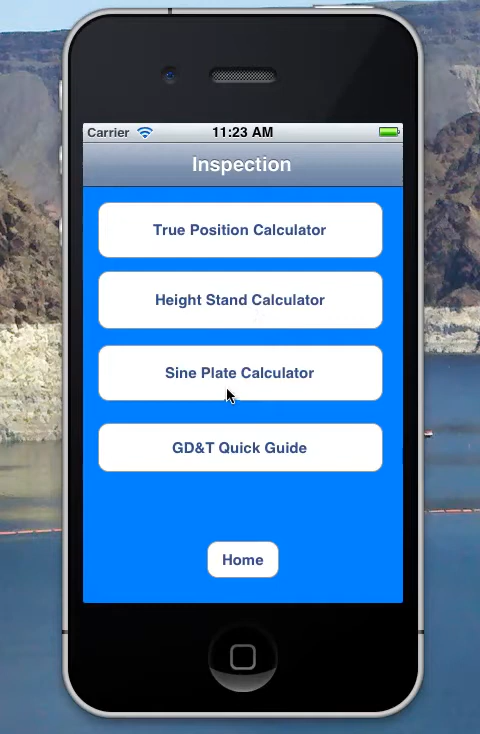 Carrier 11:23 AM
Inspection
True Position Calculator
Height Stand Calculator
Sine Plate Calculator
GD&T Quick Guide
Home